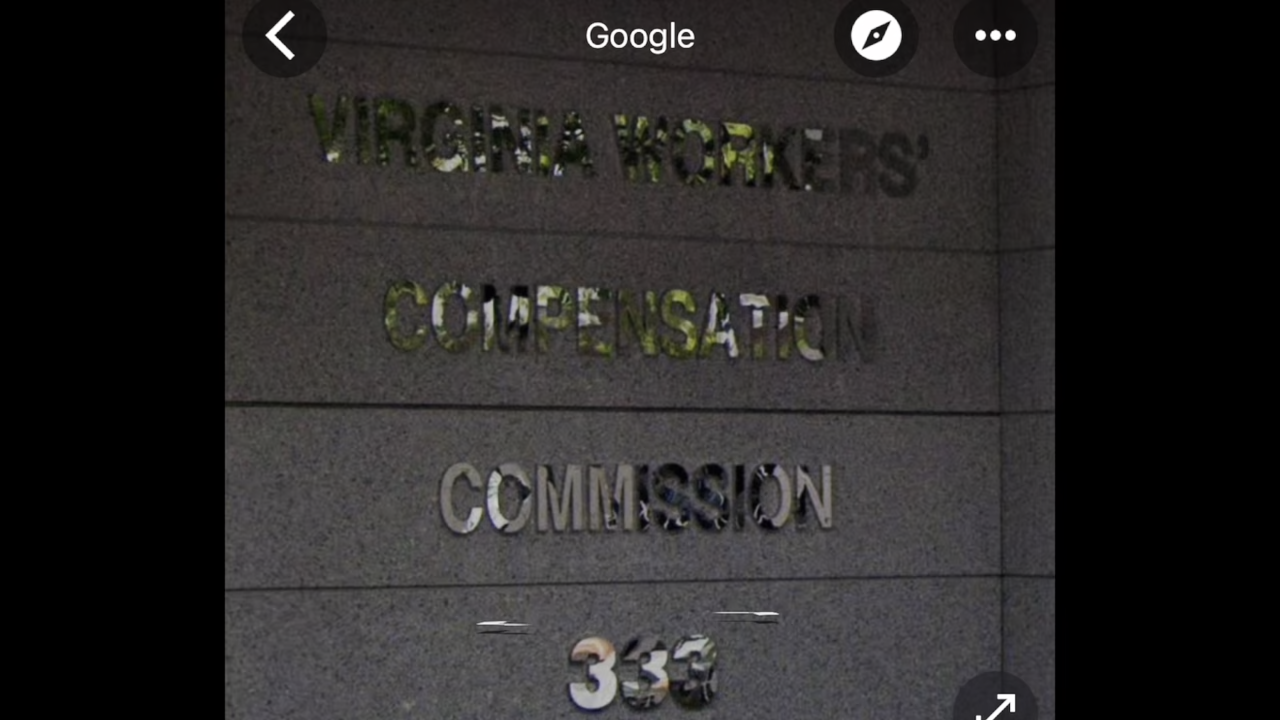 Google
VIRGINIA WORKERS'
COMPENSATION
COMMISSION
333